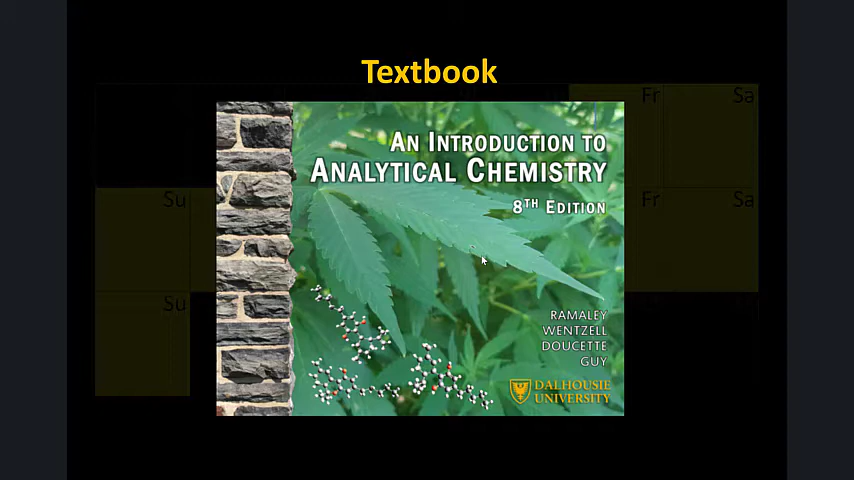 Textbook
Fr
Sa
AN INTRODUCTION TO
ANALYTICAL CHEMISTRY
8TH EDITION
Su
Fr
Sa
Su
RAMALEY
WENTZELL
DOUCETTE
GUY
DALHOUSIE
UNIVERSITY